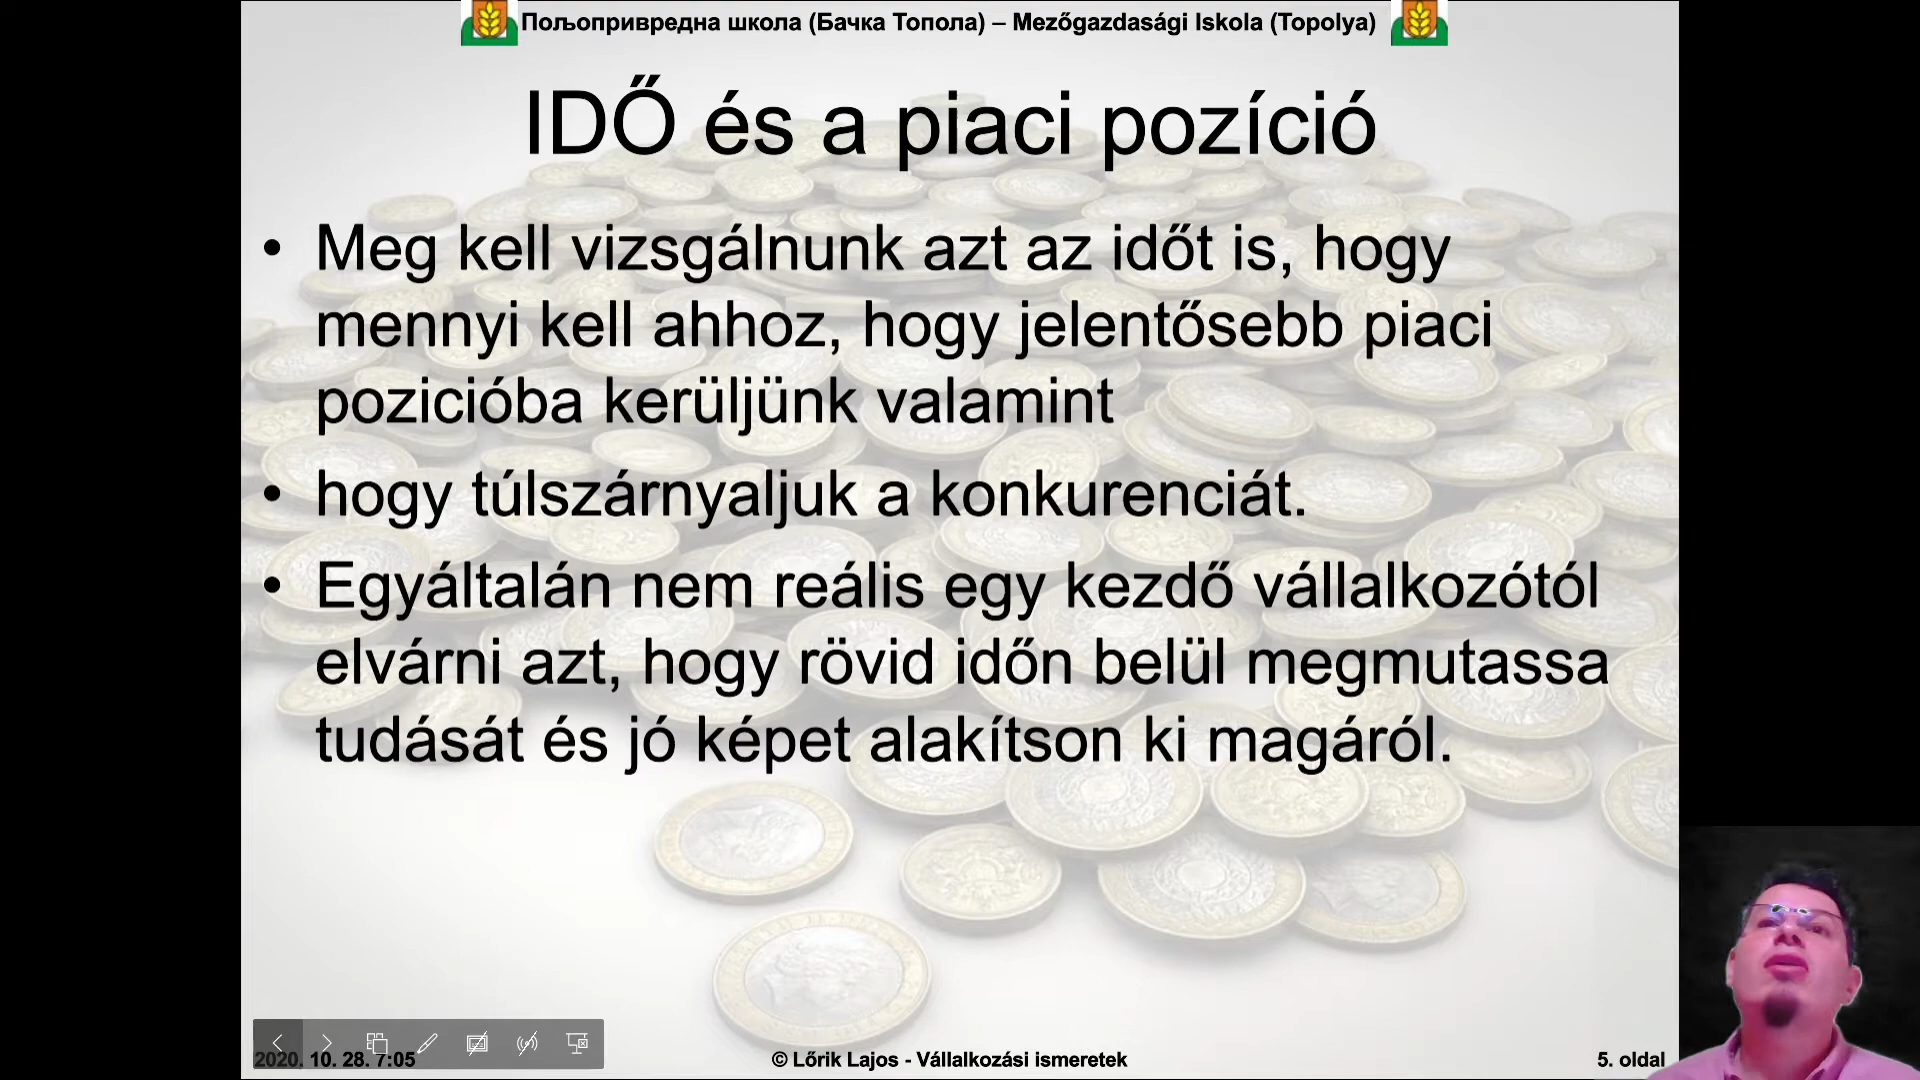 Пољопривредна школа (Бачка Топола) – Mezőgazdasági Iskola (Topolya)
IDŐ és a piaci pozíció
• Meg kell vizsgálnunk azt az időt is, hogy
mennyi kell ahhoz, hogy jelentősebb piaci
pozicióba kerüljünk valamint
• hogy túlszárnyaljuk a konkurenciát.
• Egyáltalán nem reális egy kezdő vállalkozótól
elvárni azt, hogy rövid időn belül megmutassa
tudását és jó képet alakítson ki magáról.
2020. 10. 28. 7:05
© Lőrik Lajos - Vállalkozási ismeretek
5. oldal